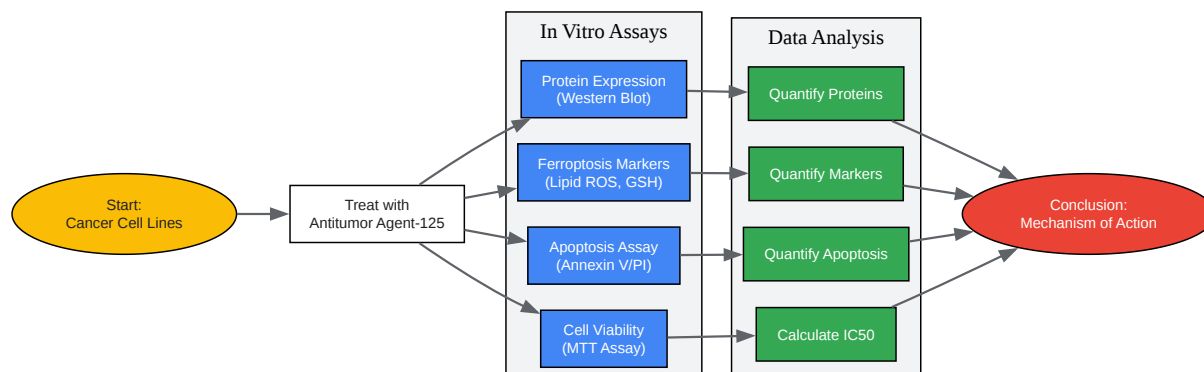 Start:
Cancer Cell Lines
Treat with
Antitumor Agent-125
In Vitro Assays
Protein Expression
(Western Blot)
Ferroptosis Markers
(Lipid ROS, GSH)
Apoptosis Assay
(Annexin V/PI)
Cell Viability
(MTT Assay)
Data Analysis
Quantify Proteins
Quantify Markers
Quantify Apoptosis
Calculate IC50
Conclusion:
Mechanism of Action